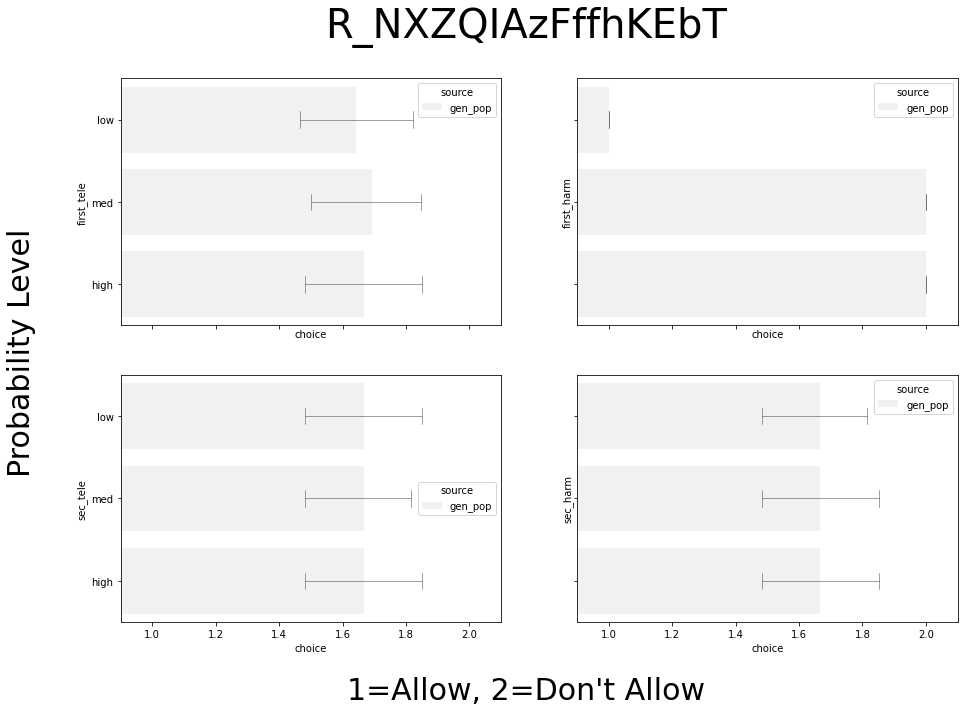 R_NXZQIAzFffhKEbT
source
gen_pop
low
med
high
first_tele
choice
source
gen_pop
first_harm
choice
low
med
high
sec_tele
source
gen_pop
1.0 1.2 1.4 1.6 1.8 2.0
choice
source
gen_pop
sec_harm
1.0 1.2 1.4 1.6 1.8 2.0
choice
Probability Level
1=Allow, 2=Don't Allow